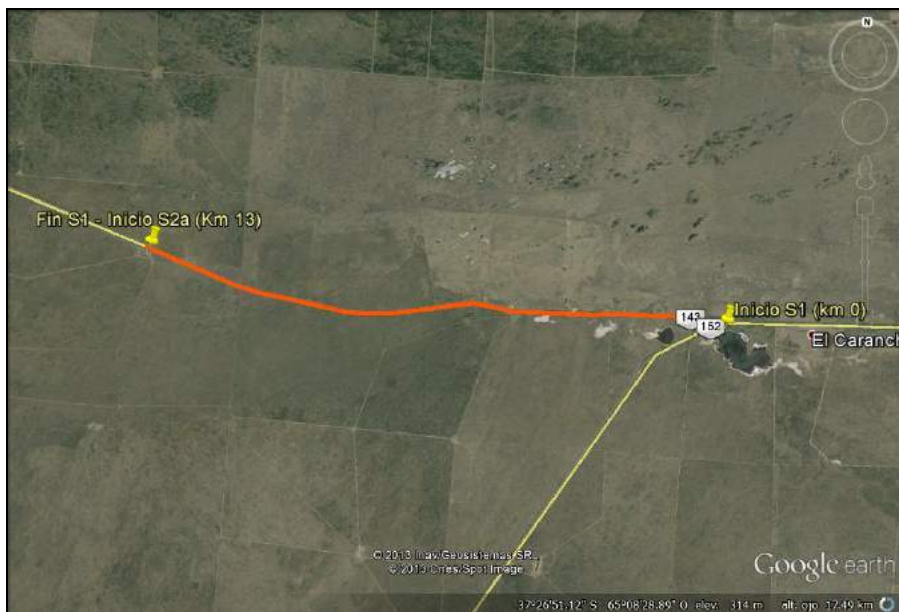 N
Fin S1 - Inicio S2a (Km 13)
Inicio S1 (km 0)
143
152
El Caranch
© 2013 Inav/Geosistemas SRL
© 2013 Cnes/Spot Image
Google earth
37°26'51.12" S 65°08'28.89" O elev. 314 m alt. ojo 17.49 km